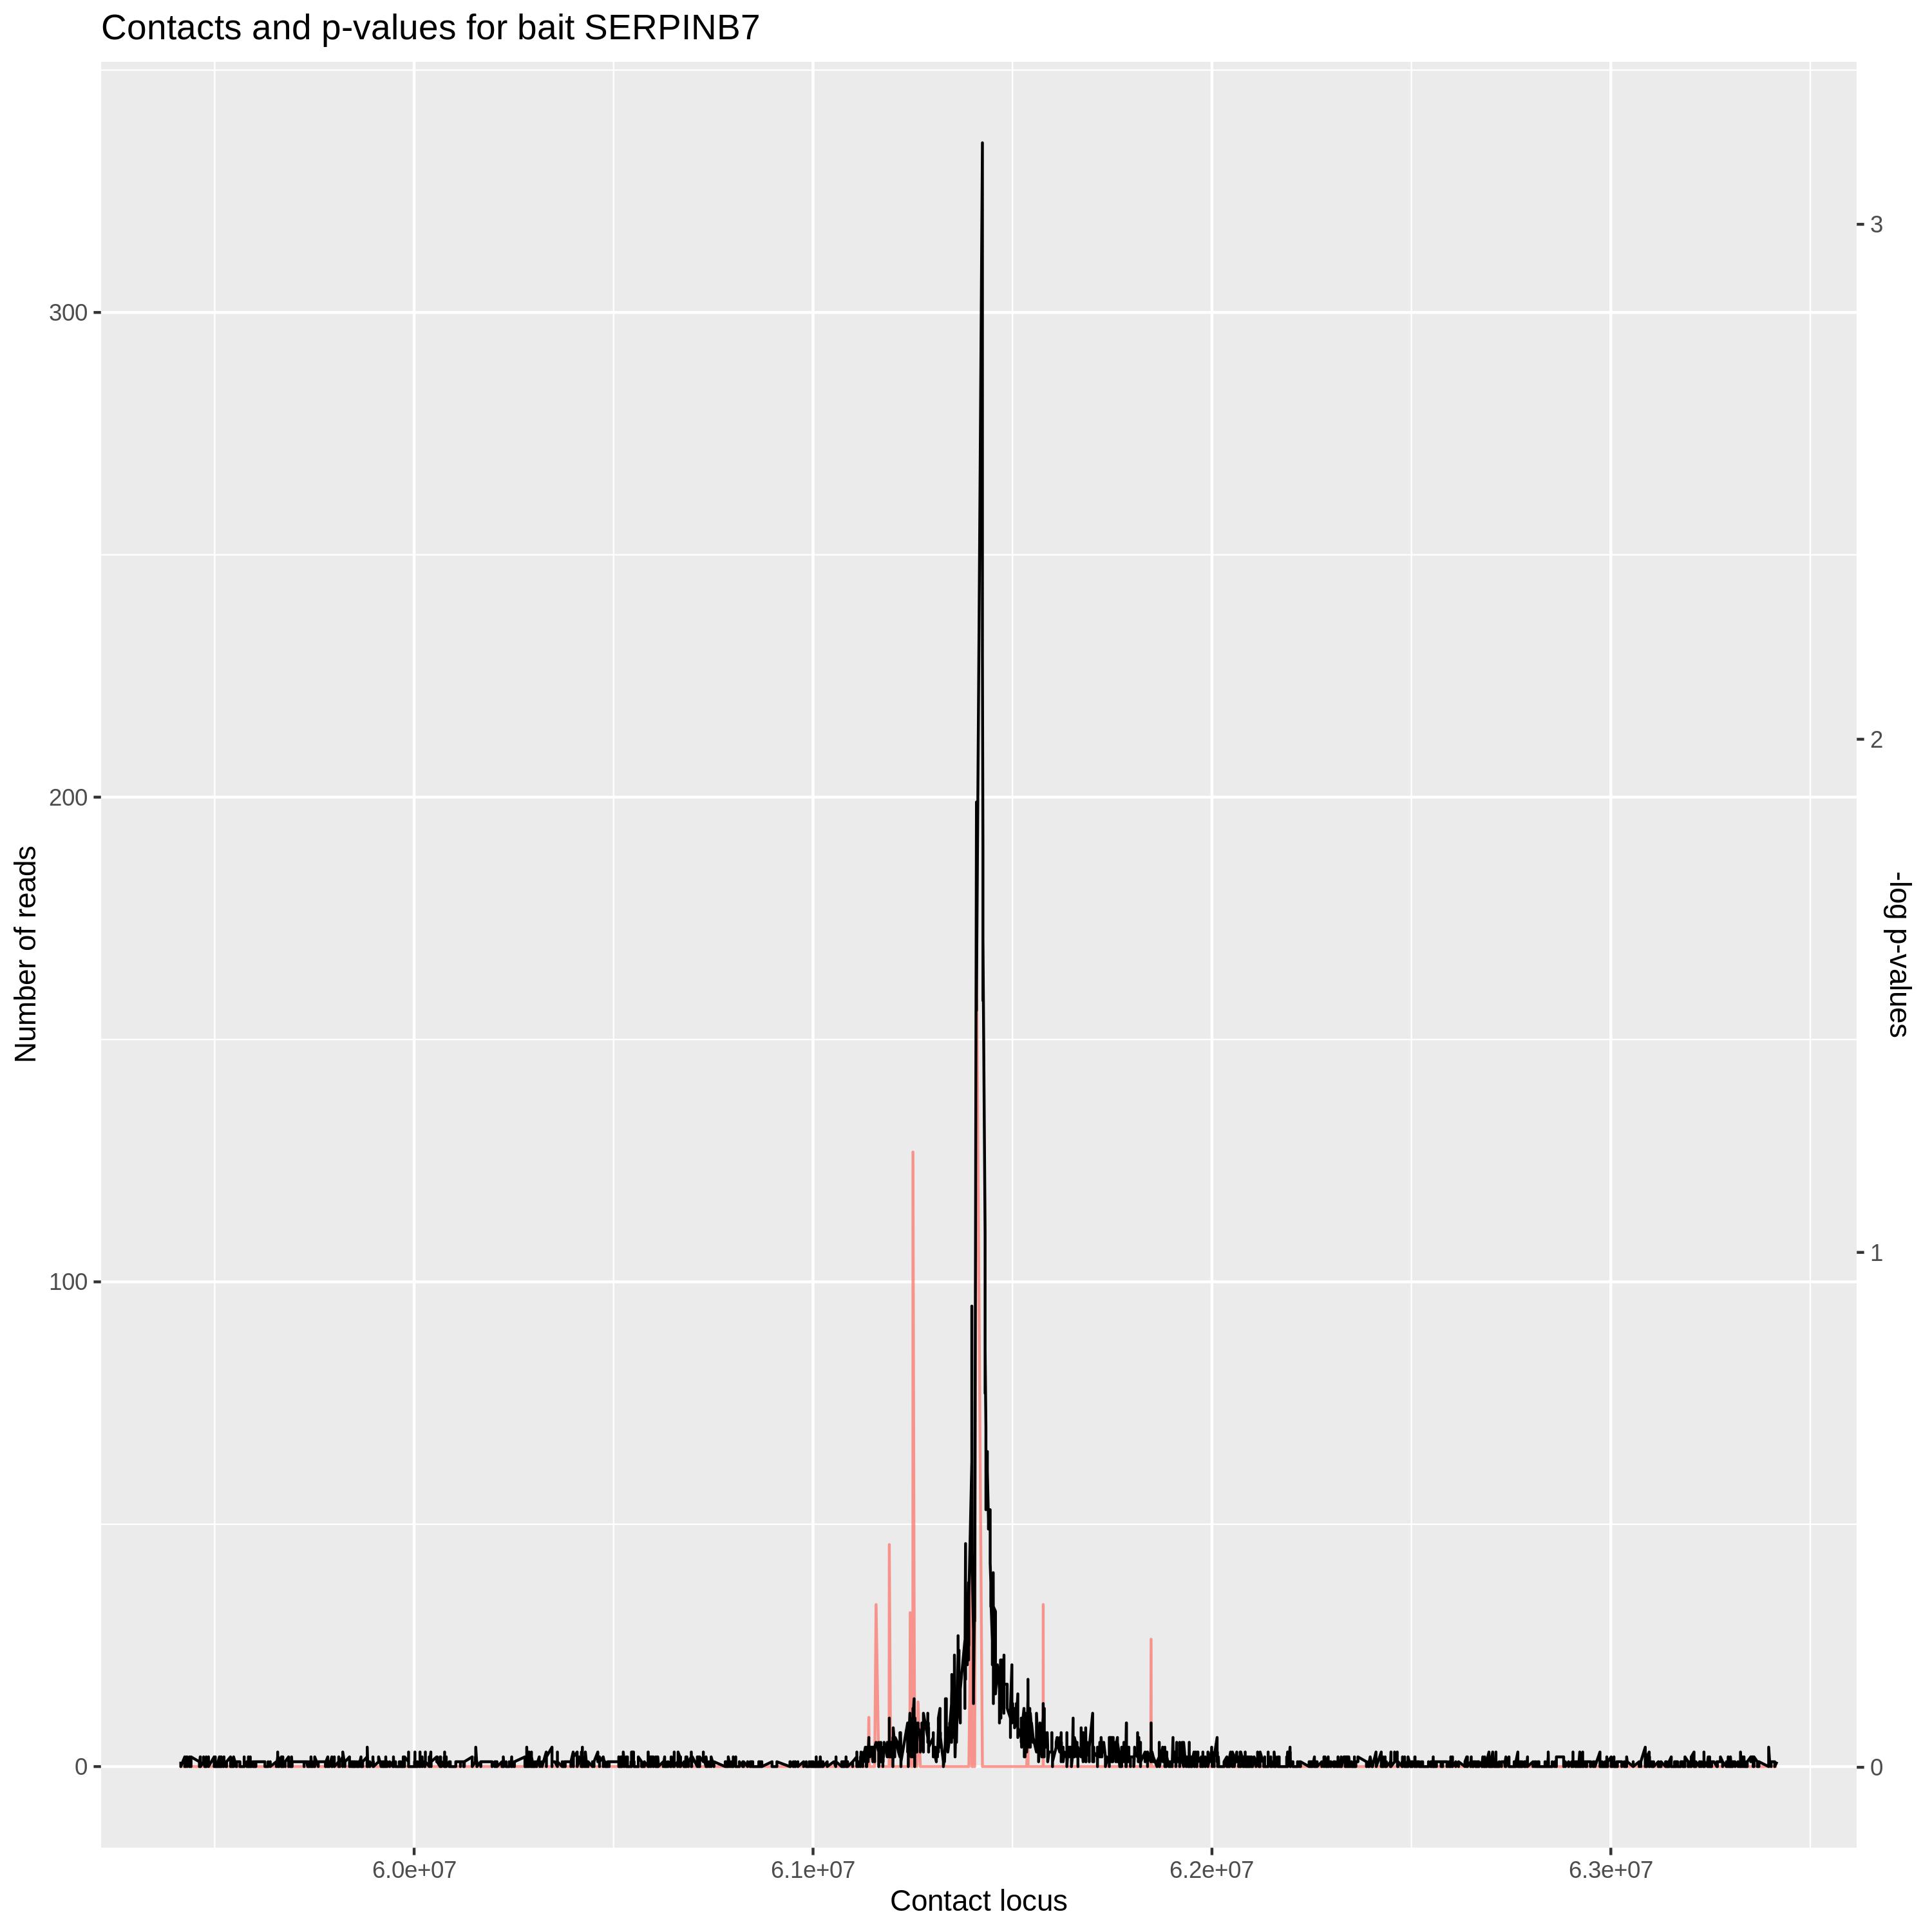 Contacts and p-values for bait SERPINB7
300
200
100
0
Number of reads
3
2
1
0
-log p-values
6.0e+07
6.1e+07
6.2e+07
6.3e+07
Contact locus